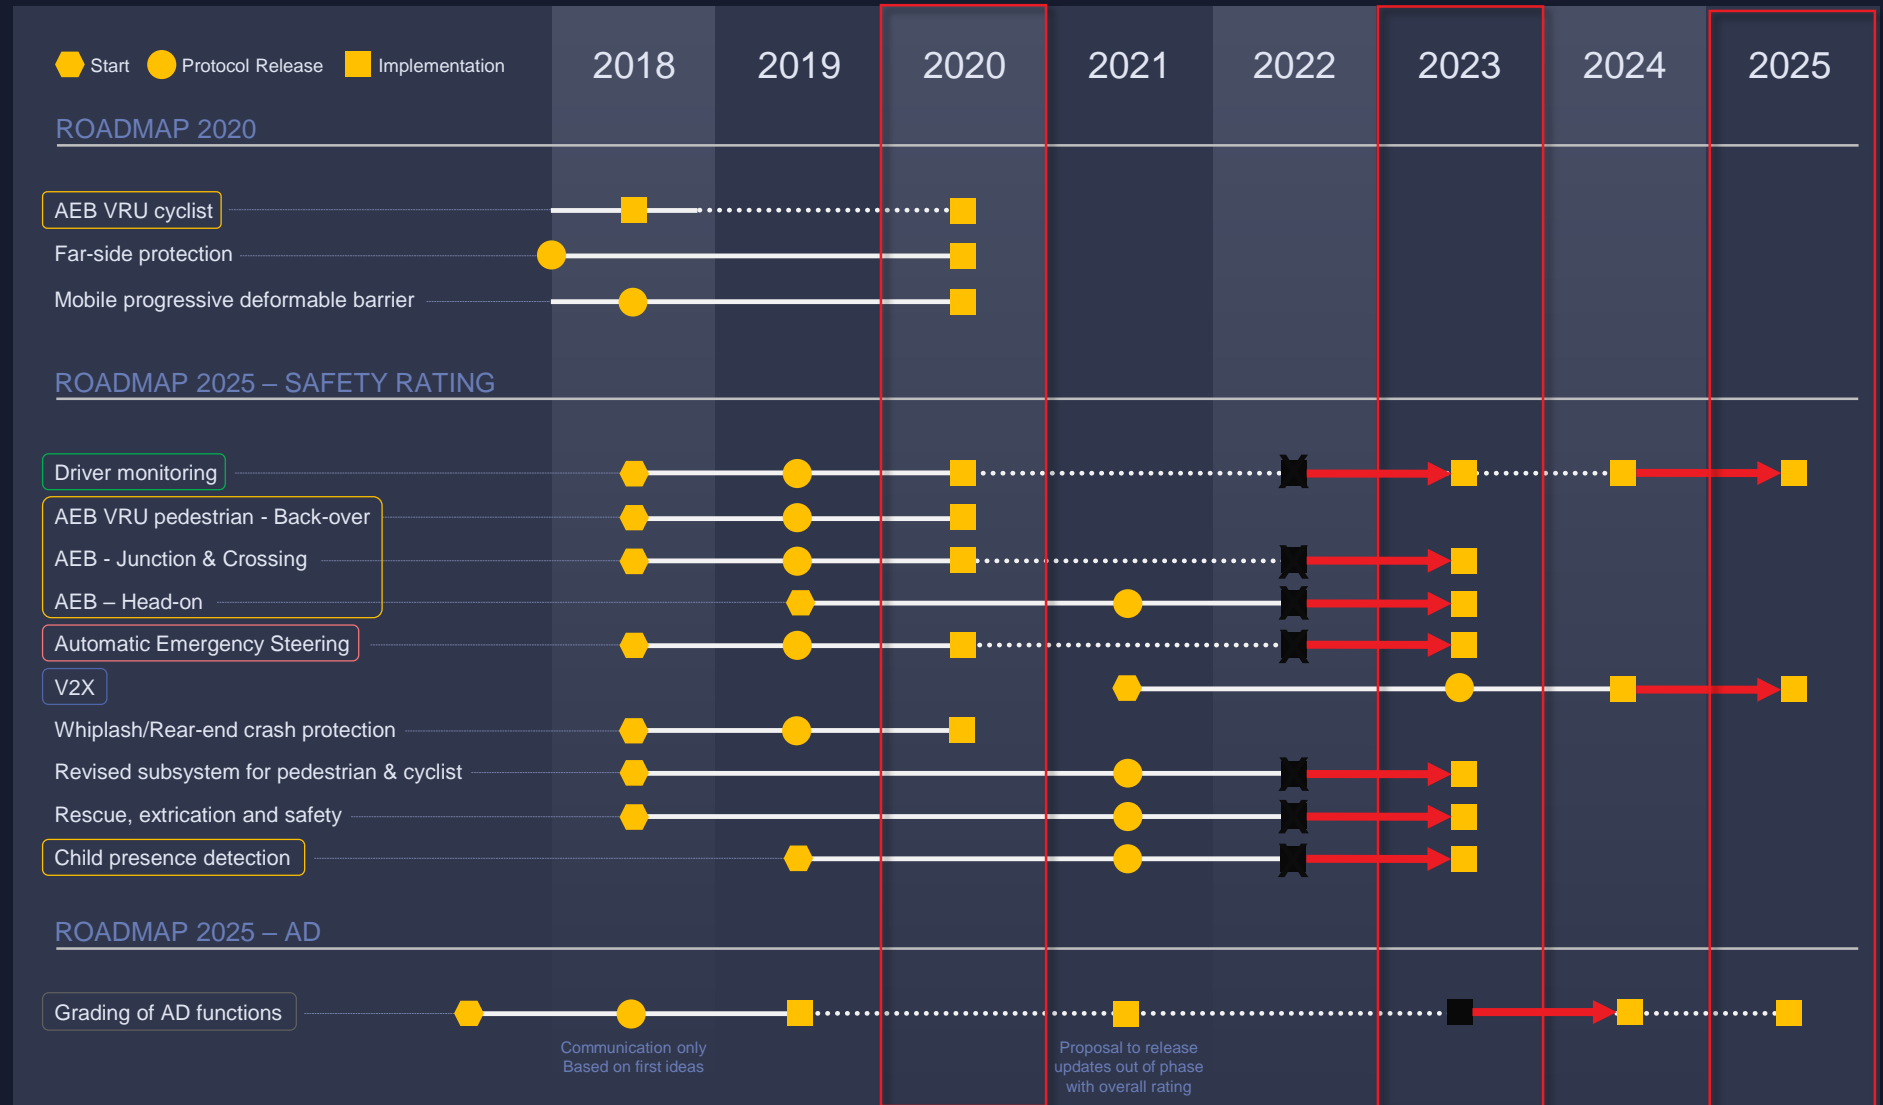 Start Protocol Release Implementation 2018 2019 2020 2021 2022 2023 2024 2025
ROADMAP 2020
AEB VRU cyclist
Far-side protection
Mobile progressive deformable barrier
ROADMAP 2025 – SAFETY RATING
Driver monitoring
AEB VRU pedestrian - Back-over
AEB - Junction & Crossing
AEB – Head-on
Automatic Emergency Steering
V2X
Whiplash/Rear-end crash protection
Revised subsystem for pedestrian & cyclist
Rescue, extrication and safety
Child presence detection
ROADMAP 2025 – AD
Grading of AD functions
Communication only
Based on first ideas
Proposal to release
updates out of phase
with overall rating